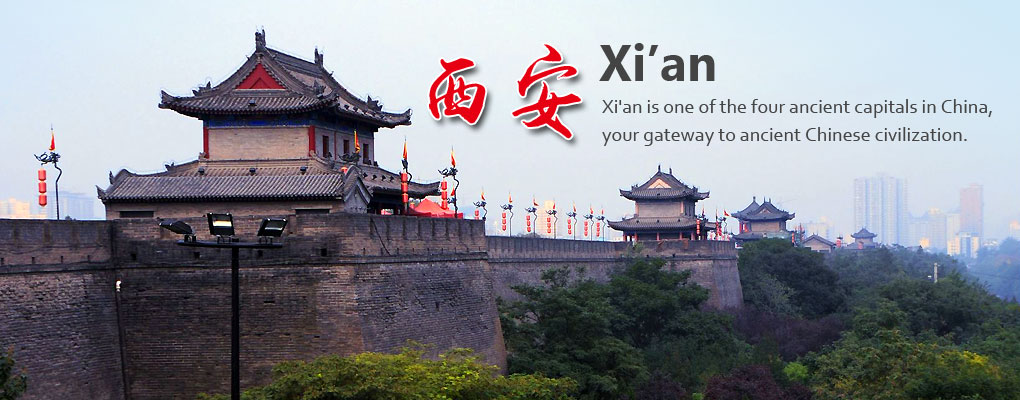 西安
Xi’an
Xi'an is one of the four ancient capitals in China,
your gateway to ancient Chinese civilization.